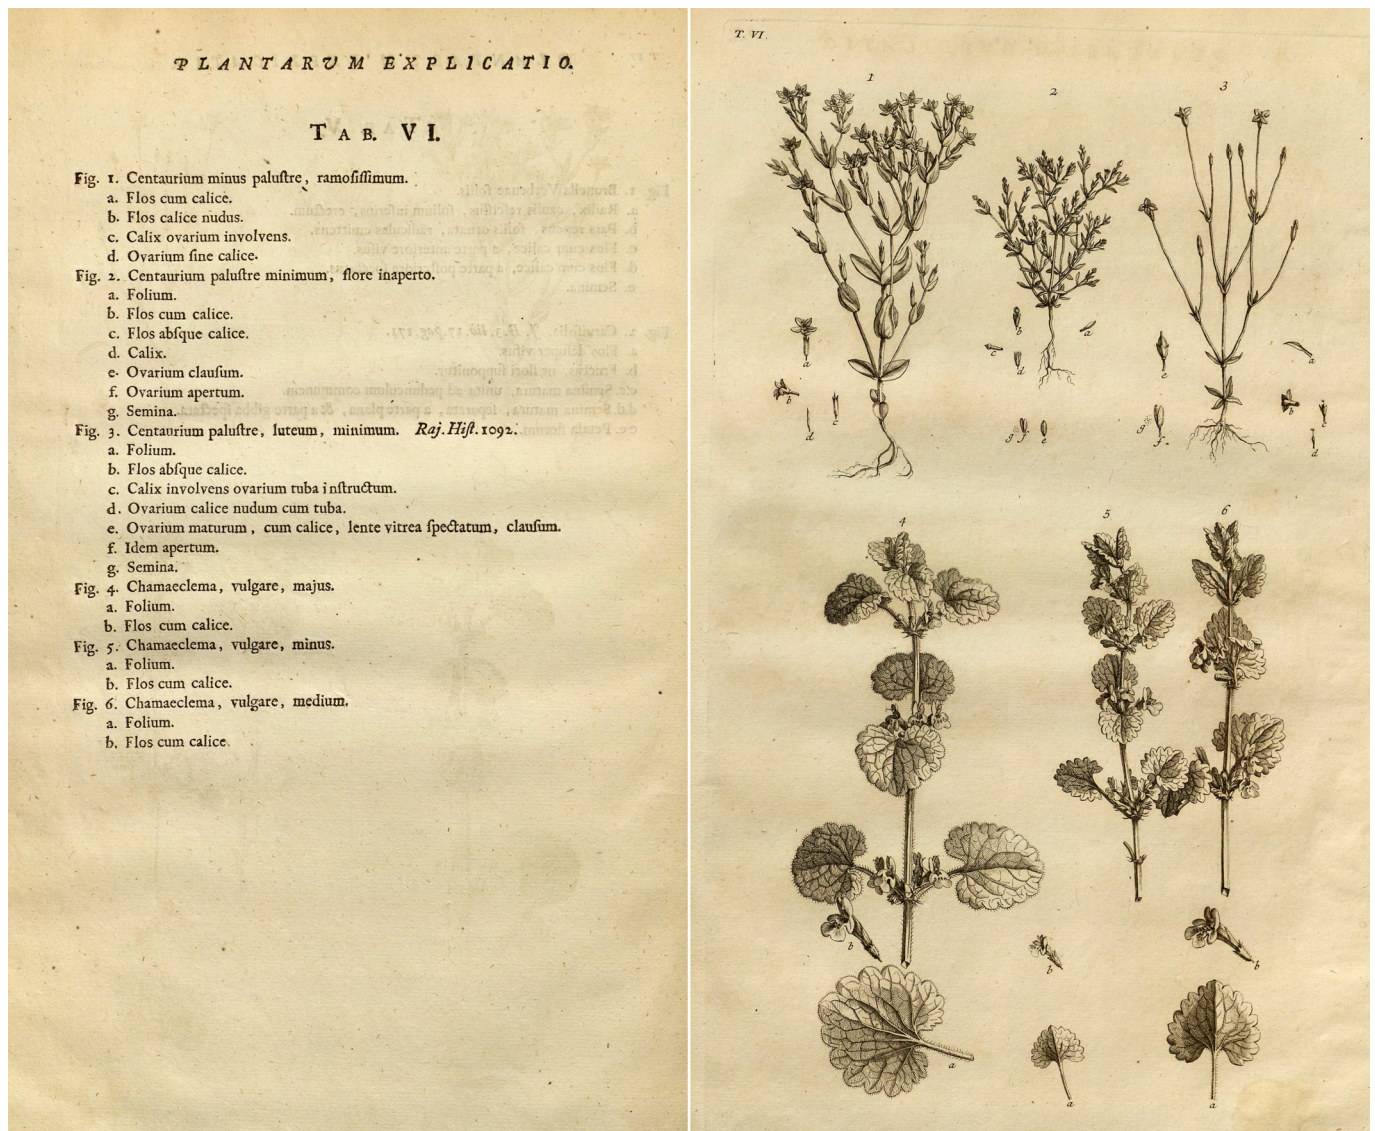 PLANTARVM EXPLICATIO.
TAB. VI.
Fig. 1. Centaurium minus paluſtre, ramoſiſſimum.
a. Flos cum calice.
b. Flos calice nudus.
c. Calix ovarium involvens.
d. Ovarium ſine calice.
Fig. 2. Centaurium paluſtre minimum, flore inaperto.
a. Folium.
b. Flos cum calice.
c. Flos abſque calice.
d. Calix.
e. Ovarium clauſum.
f. Ovarium apertum.
g. Semina.
Fig. 3. Centaurium paluſtre, luteum, minimum. Raj. Hiſt. 1092.
a. Folium.
b. Flos abſque calice.
c. Calix involvens ovarium tuba inſtructum.
d. Ovarium calice nudum cum tuba.
e. Ovarium maturum, cum calice, lente vitrea ſpectatum, clauſum.
f. Idem apertum.
g. Semina.
Fig. 4. Chamaeclema, vulgare, majus.
a. Folium.
b. Flos cum calice.
Fig. 5. Chamaeclema, vulgare, minus.
a. Folium.
b. Flos cum calice.
Fig. 6. Chamaeclema, vulgare, medium.
a. Folium.
b. Flos cum calice.
T. VI.
1
2
3
b
a
c
d
a
b
d
c
g f e
e
a
b
c
g f
d
4
5
6
b
b
b
a
a
a